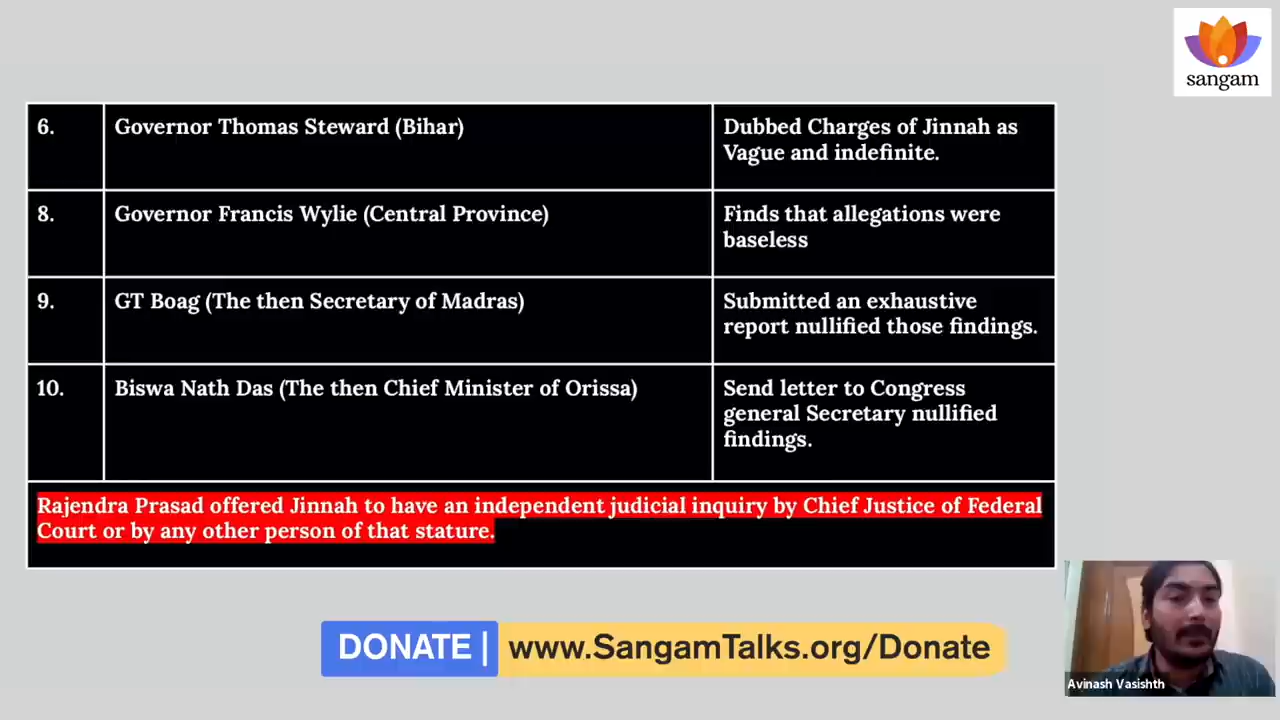 sangam
6. Governor Thomas Steward (Bihar) Dubbed Charges of Jinnah as
Vague and indefinite.
8. Governor Francis Wylie (Central Province) Finds that allegations were
baseless
9. GT Boag (The then Secretary of Madras) Submitted an exhaustive
report nullified those findings.
10. Biswa Nath Das (The then Chief Minister of Orissa) Send letter to Congress
general Secretary nullified
findings.
Rajendra Prasad offered Jinnah to have an independent judicial inquiry by Chief Justice of Federal
Court or by any other person of that stature.
DONATE | www.SangamTalks.org/Donate
Avinash Vasishth